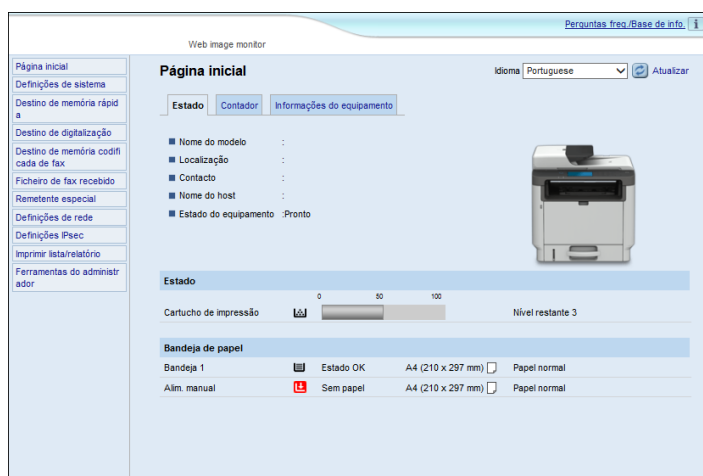 Perguntas freq./Base de info.
Web image monitor
Página inicial
Definições de sistema
Destino de memória rápid
a
Destino de digitalização
Destino de memória codifi
cada de fax
Ficheiro de fax recebido
Remetente especial
Definições de rede
Definições IPsec
Imprimir lista/relatório
Ferramentas do administr
ador
Página inicial
Idioma Portuguese Atualizar
Estado Contador Informações do equipamento
Nome do modelo :
Localização :
Contacto :
Nome do host :
Estado do equipamento :Pronto
Estado
0 50 100
Cartucho de impressão Nível restante 3
Bandeja de papel
Bandeja 1 Estado OK A4 (210 x 297 mm) Papel normal
Alim. manual Sem papel A4 (210 x 297 mm) Papel normal